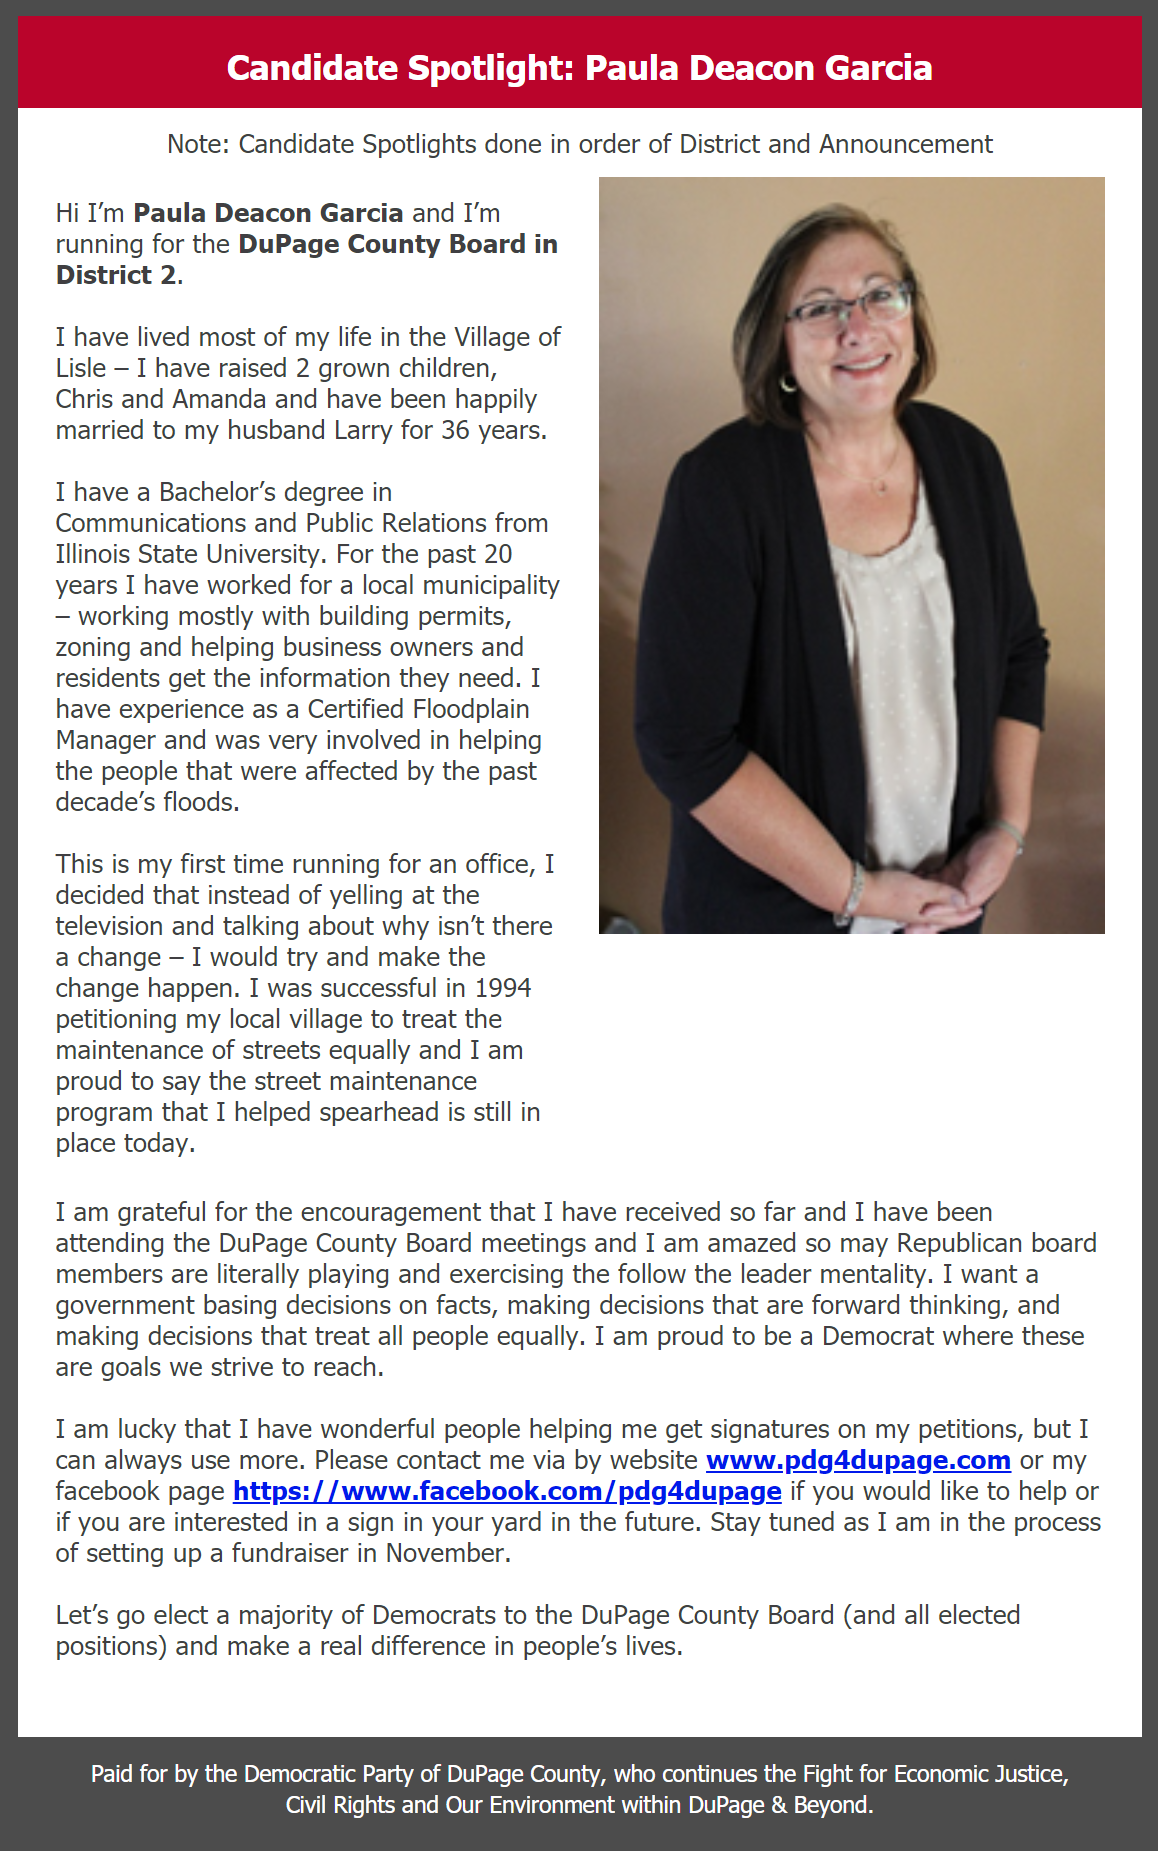 Candidate Spotlight: Paula Deacon Garcia
Note: Candidate Spotlights done in order of District and Announcement
Hi I’m Paula Deacon Garcia and I’m
running for the DuPage County Board in
District 2.
I have lived most of my life in the Village of
Lisle – I have raised 2 grown children,
Chris and Amanda and have been happily
married to my husband Larry for 36 years.
I have a Bachelor’s degree in
Communications and Public Relations from
Illinois State University. For the past 20
years I have worked for a local municipality
– working mostly with building permits,
zoning and helping business owners and
residents get the information they need. I
have experience as a Certified Floodplain
Manager and was very involved in helping
the people that were affected by the past
decade’s floods.
This is my first time running for an office, I
decided that instead of yelling at the
television and talking about why isn’t there
a change – I would try and make the
change happen. I was successful in 1994
petitioning my local village to treat the
maintenance of streets equally and I am
proud to say the street maintenance
program that I helped spearhead is still in
place today.
I am grateful for the encouragement that I have received so far and I have been
attending the DuPage County Board meetings and I am amazed so may Republican board
members are literally playing and exercising the follow the leader mentality. I want a
government basing decisions on facts, making decisions that are forward thinking, and
making decisions that treat all people equally. I am proud to be a Democrat where these
are goals we strive to reach.
I am lucky that I have wonderful people helping me get signatures on my petitions, but I
can always use more. Please contact me via by website www.pdg4dupage.com or my
facebook page https://www.facebook.com/pdg4dupage if you would like to help or
if you are interested in a sign in your yard in the future. Stay tuned as I am in the process
of setting up a fundraiser in November.
Let’s go elect a majority of Democrats to the DuPage County Board (and all elected
positions) and make a real difference in people’s lives.
Paid for by the Democratic Party of DuPage County, who continues the Fight for Economic Justice,
Civil Rights and Our Environment within DuPage & Beyond.